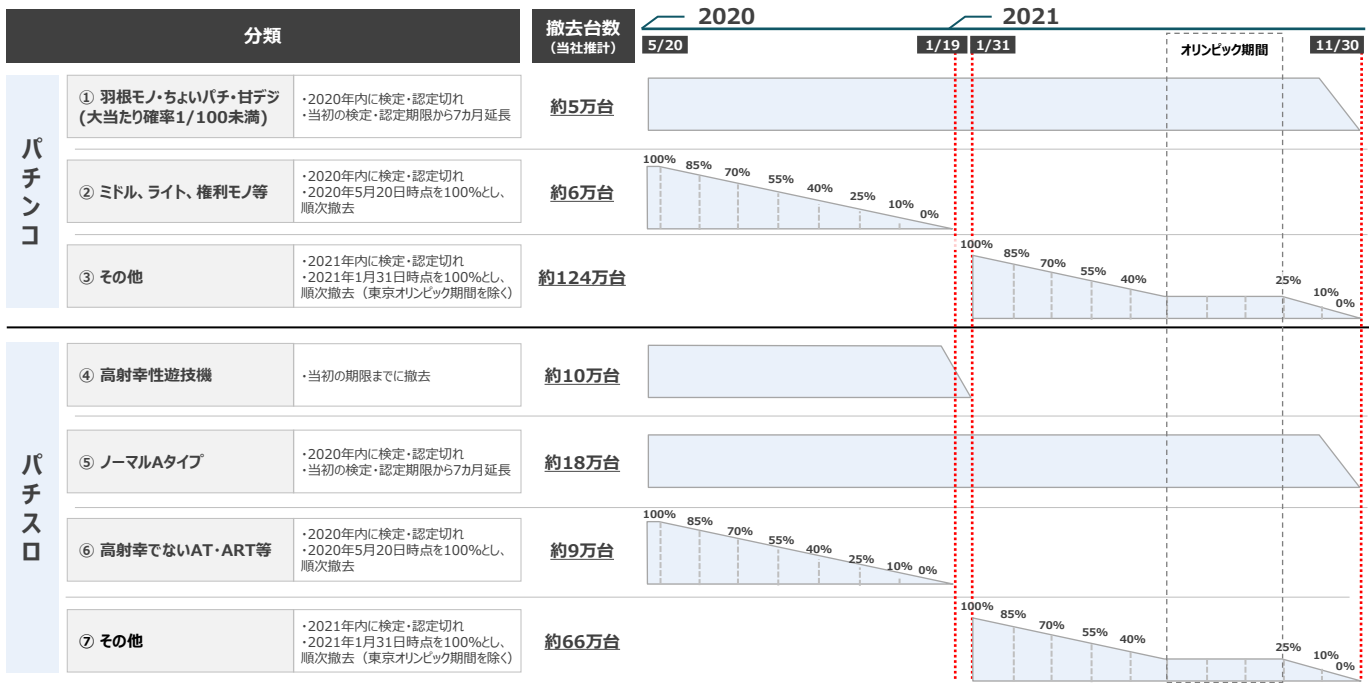 分類
撤去台数
(当社推計)
2020
2021
5/20
1/19
1/31
オリンピック期間
11/30
パチンコ
① 羽根モノ・ちょいパチ・甘デジ
(大当たり確率1/100未満)
・2020年内に検定・認定切れ
・当初の検定・認定期限から7カ月延長
約5万台
② ミドル、ライト、権利モノ等
・2020年内に検定・認定切れ
・2020年5月20日時点を100%とし、
順次撤去
約6万台
100%
85%
70%
55%
40%
25%
10%
0%
③ その他
・2021年内に検定・認定切れ
・2021年1月31日時点を100%とし、
順次撤去（東京オリンピック期間を除く）
約124万台
100%
85%
70%
55%
40%
25%
10%
0%
パチスロ
④ 高射幸性遊技機
・当初の期限までに撤去
約10万台
⑤ ノーマルAタイプ
・2020年内に検定・認定切れ
・当初の検定・認定期限から7カ月延長
約18万台
⑥ 高射幸でないAT・ART等
・2020年内に検定・認定切れ
・2020年5月20日時点を100%とし、
順次撤去
約9万台
100%
85%
70%
55%
40%
25%
10%
0%
⑦ その他
・2021年内に検定・認定切れ
・2021年1月31日時点を100%とし、
順次撤去（東京オリンピック期間を除く）
約66万台
100%
85%
70%
55%
40%
25%
10%
0%